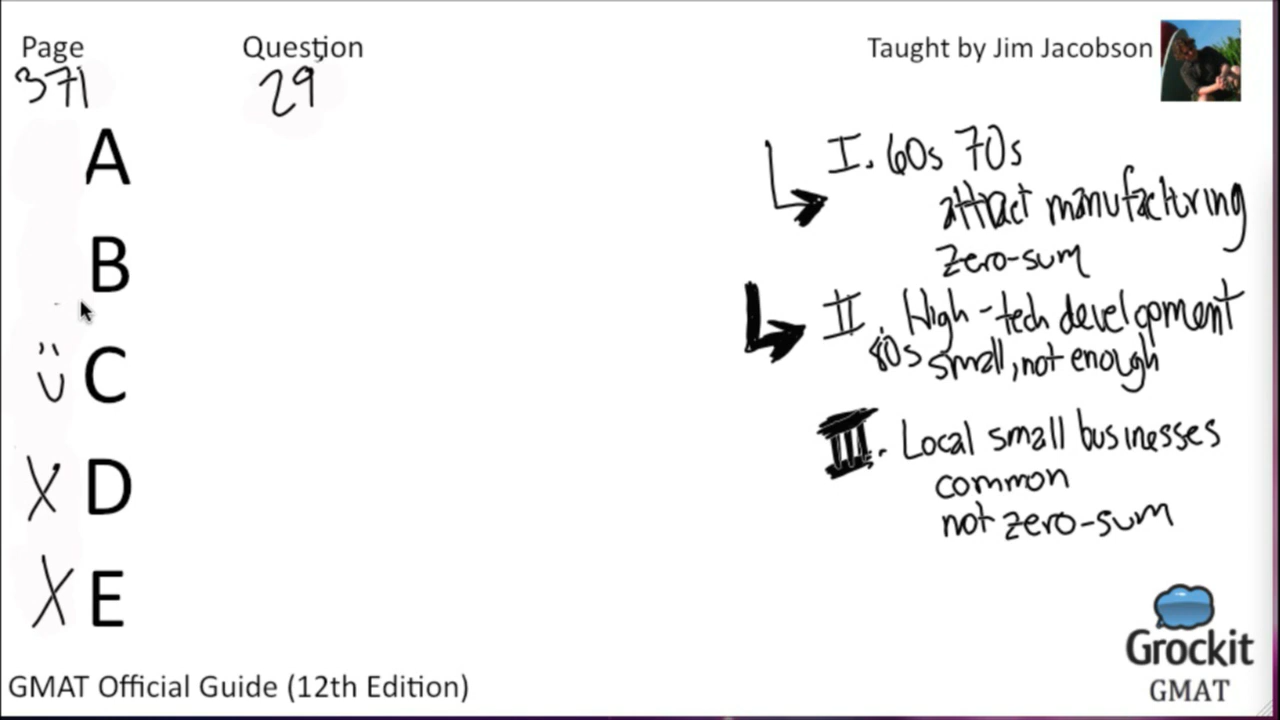 Page
Question
Taught by Jim Jacobson
371
29
A
B
C
D
E
X
X
I. 60s 70s
attract manufacturing
zero-sum
II. High-tech development
80s small, not enough
III. Local small businesses
common
not zero-sum
Grockit
GMAT
GMAT Official Guide (12th Edition)